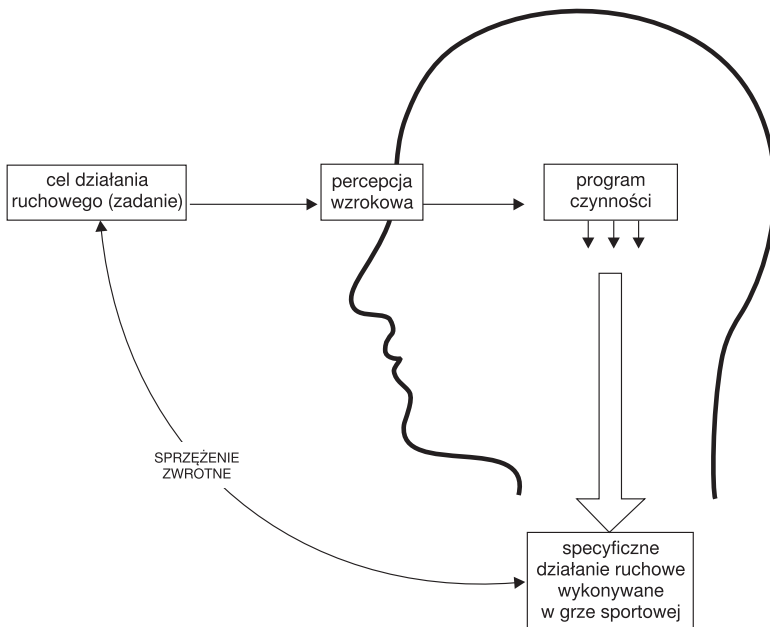 cel działania
ruchowego (zadanie)
percepcja
wzrokowa
program
czynności
SPRZĘŻENIE
ZWROTNE
specyficzne
działanie ruchowe
wykonywane
w grze sportowej